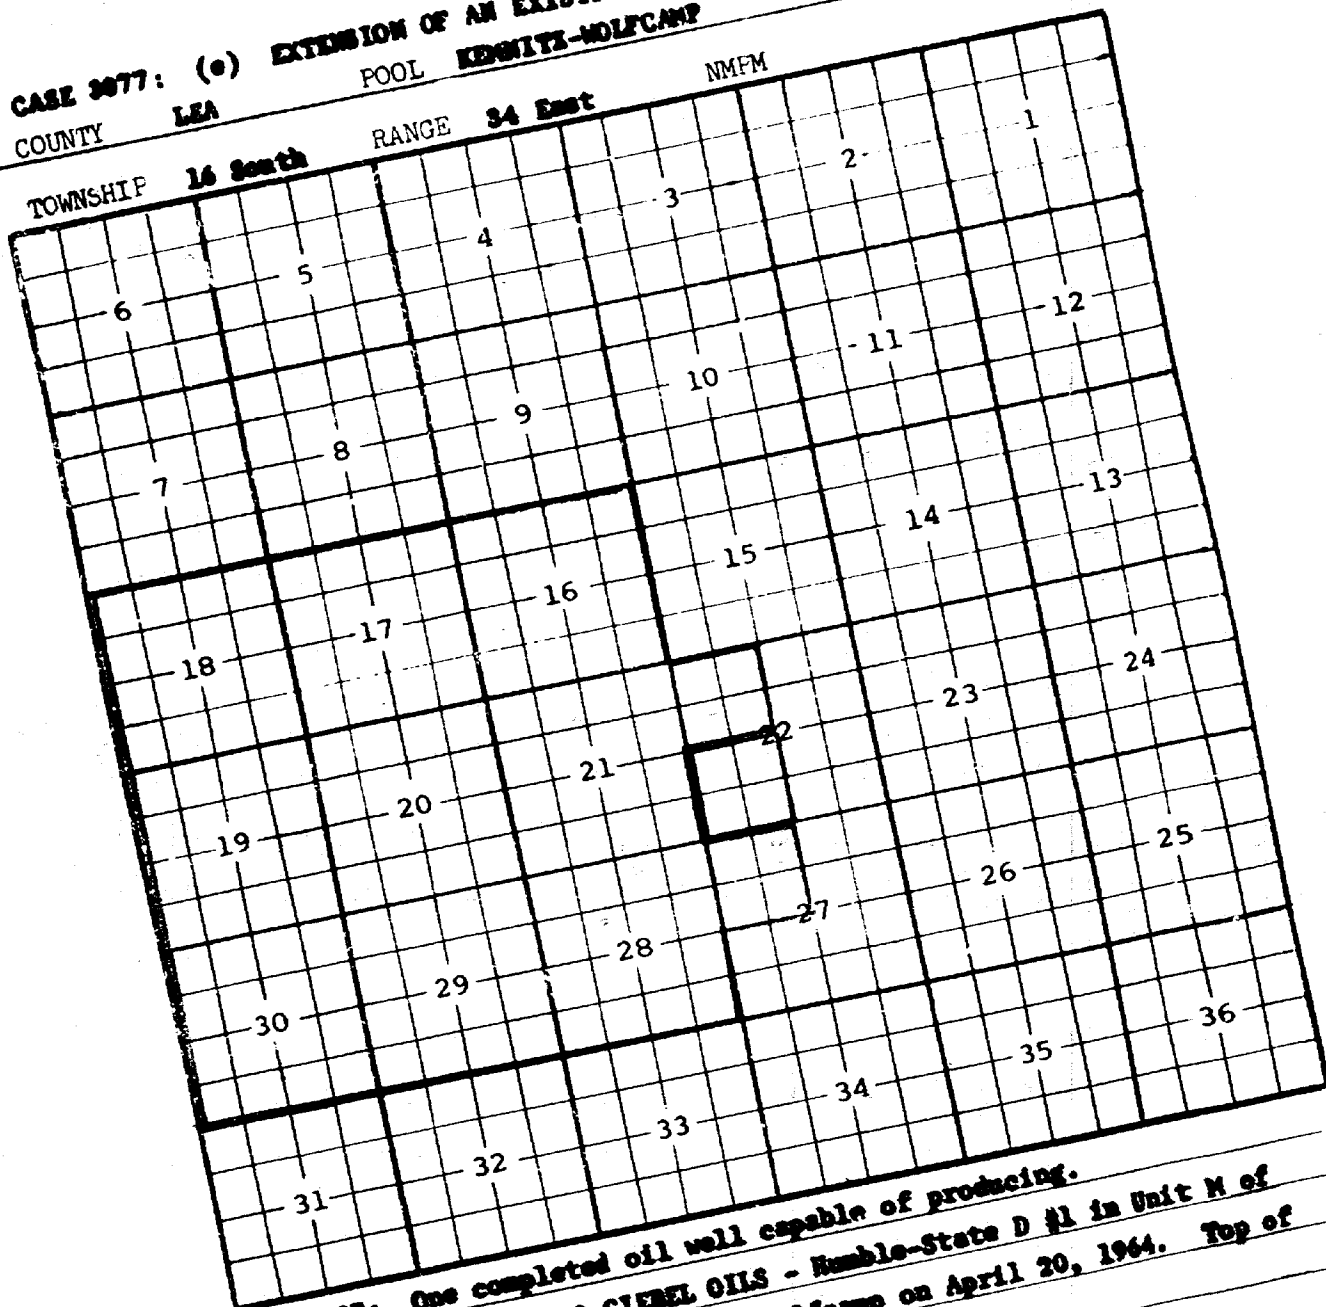 CASE 3077: (e) EXTENSION OF AN
COUNTY LEA POOL KEMNITZ-WOLFCAMP
TOWNSHIP 16 South RANGE 34 East NMPM
6 5 4 3 2 1
7 8 9 10 11 12
18 17 16 15 14 13
19 20 21 22 23 24
30 29 28 27 26 25
31 32 33 34 35 36
One completed oil well capable of producing.
SIEBEL OILS - Humble-State D #1 in Unit M of
on April 20, 1964. Top of